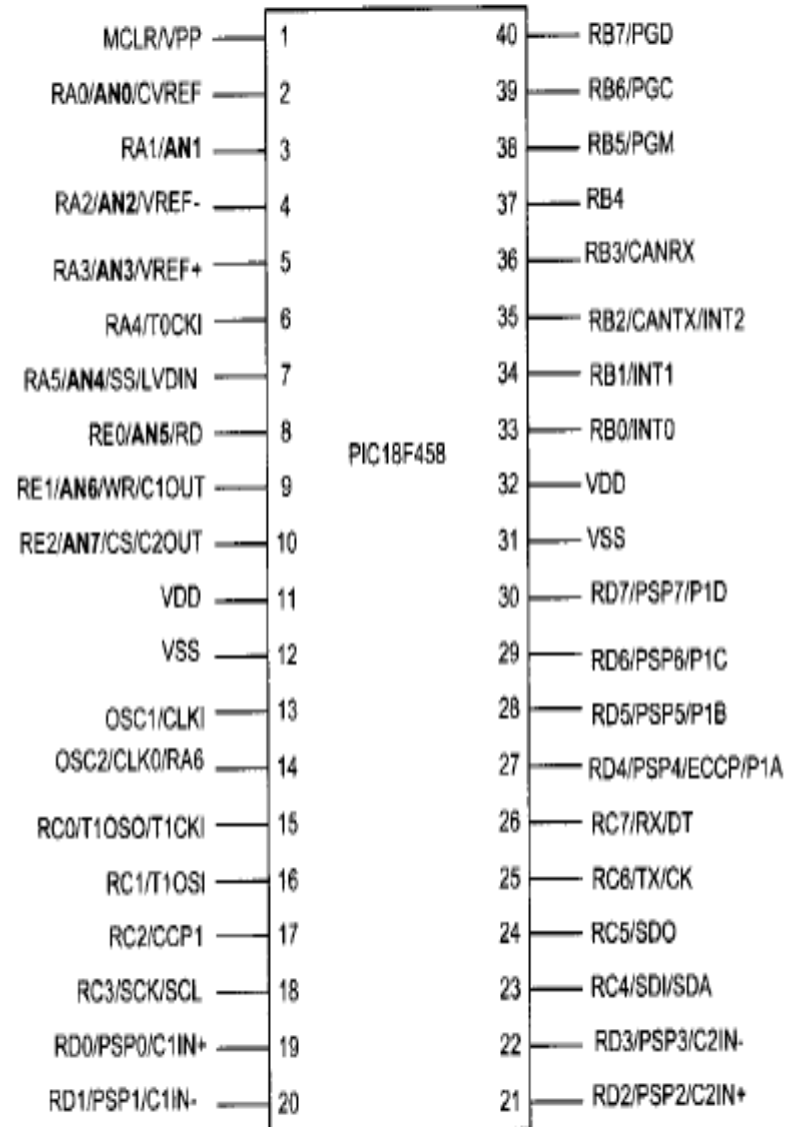 MCLR/VPP 1 40 RB7/PGD
RA0/AN0/CVREF 2 39 RB6/PGC
RA1/AN1 3 38 RB5/PGM
RA2/AN2/VREF- 4 37 RB4
RA3/AN3/VREF+ 5 36 RB3/CANRX
RA4/T0CKI 6 35 RB2/CANTX/INT2
RA5/AN4/SS/LVDIN 7 34 RB1/INT1
RE0/AN5/RD 8 33 RB0/INT0
PIC18F458
RE1/AN6/WR/C1OUT 9 32 VDD
RE2/AN7/CS/C2OUT 10 31 VSS
VDD 11 30 RD7/PSP7/P1D
VSS 12 29 RD6/PSP6/P1C
OSC1/CLKI 13 28 RD5/PSP5/P1B
OSC2/CLK0/RA6 14 27 RD4/PSP4/ECCP/P1A
RC0/T1OSO/T1CKI 15 26 RC7/RX/DT
RC1/T1OSI 16 25 RC6/TX/CK
RC2/CCP1 17 24 RC5/SDO
RC3/SCK/SCL 18 23 RC4/SDI/SDA
RD0/PSP0/C1IN+ 19 22 RD3/PSP3/C2IN-
RD1/PSP1/C1IN- 20 21 RD2/PSP2/C2IN+